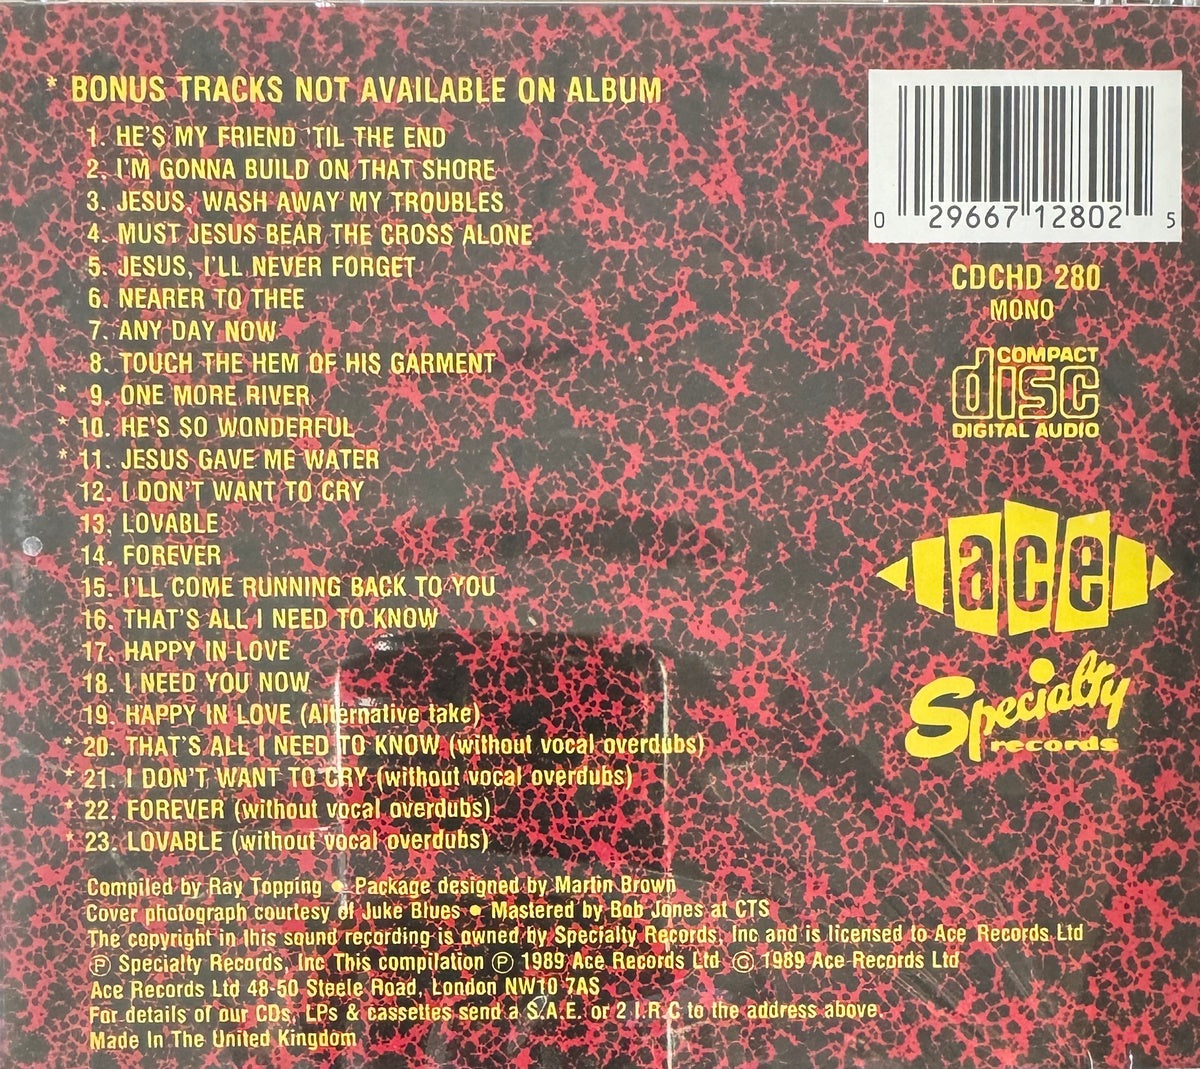 * BONUS TRACKS NOT AVAILABLE ON ALBUM
1. HE'S MY FRIEND 'TIL THE END
2. I'M GONNA BUILD ON THAT SHORE
3. JESUS, WASH AWAY MY TROUBLES
4. MUST JESUS BEAR THE CROSS ALONE
5. JESUS, I'LL NEVER FORGET
6. NEARER TO THEE
7. ANY DAY NOW
8. TOUCH THE HEM OF HIS GARMENT
* 9. ONE MORE RIVER
* 10. HE'S SO WONDERFUL
* 11. JESUS GAVE ME WATER
12. I DON'T WANT TO CRY
13. LOVABLE
14. FOREVER
15. I'LL COME RUNNING BACK TO YOU
16. THAT'S ALL I NEED TO KNOW
17. HAPPY IN LOVE
18. I NEED YOU NOW
19. HAPPY IN LOVE (Alternative take)
* 20. THAT'S ALL I NEED TO KNOW (without vocal overdubs)
* 21. I DON'T WANT TO CRY (without vocal overdubs)
* 22. FOREVER (without vocal overdubs)
* 23. LOVABLE (without vocal overdubs)
Compiled by Ray Topping • Package designed by Martin Brown
Cover photograph courtesy of Juke Blues • Mastered by Bob Jones at CTS
The copyright in this sound recording is owned by Specialty Records, Inc and is licensed to Ace Records Ltd
Ⓟ Specialty Records, Inc This compilation Ⓟ 1989 Ace Records Ltd © 1989 Ace Records Ltd
Ace Records Ltd 48-50 Steele Road, London NW10 7AS
For details of our CDs, LPs & cassettes send a S.A.E. or 2 I.R.C to the address above.
Made In The United Kingdom
0 29667 12802 5
CDCHD 280
MONO
COMPACT
disc
DIGITAL AUDIO
ace
Specialty
records